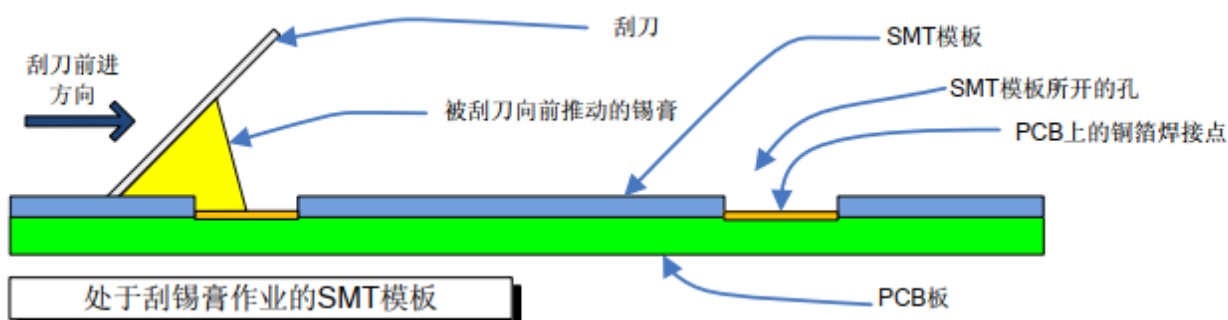 刮刀
SMT模板
刮刀前进
方向
SMT模板所开的孔
被刮刀向前推动的锡膏
PCB上的铜箔焊接点
处于刮锡膏作业的SMT模板
PCB板